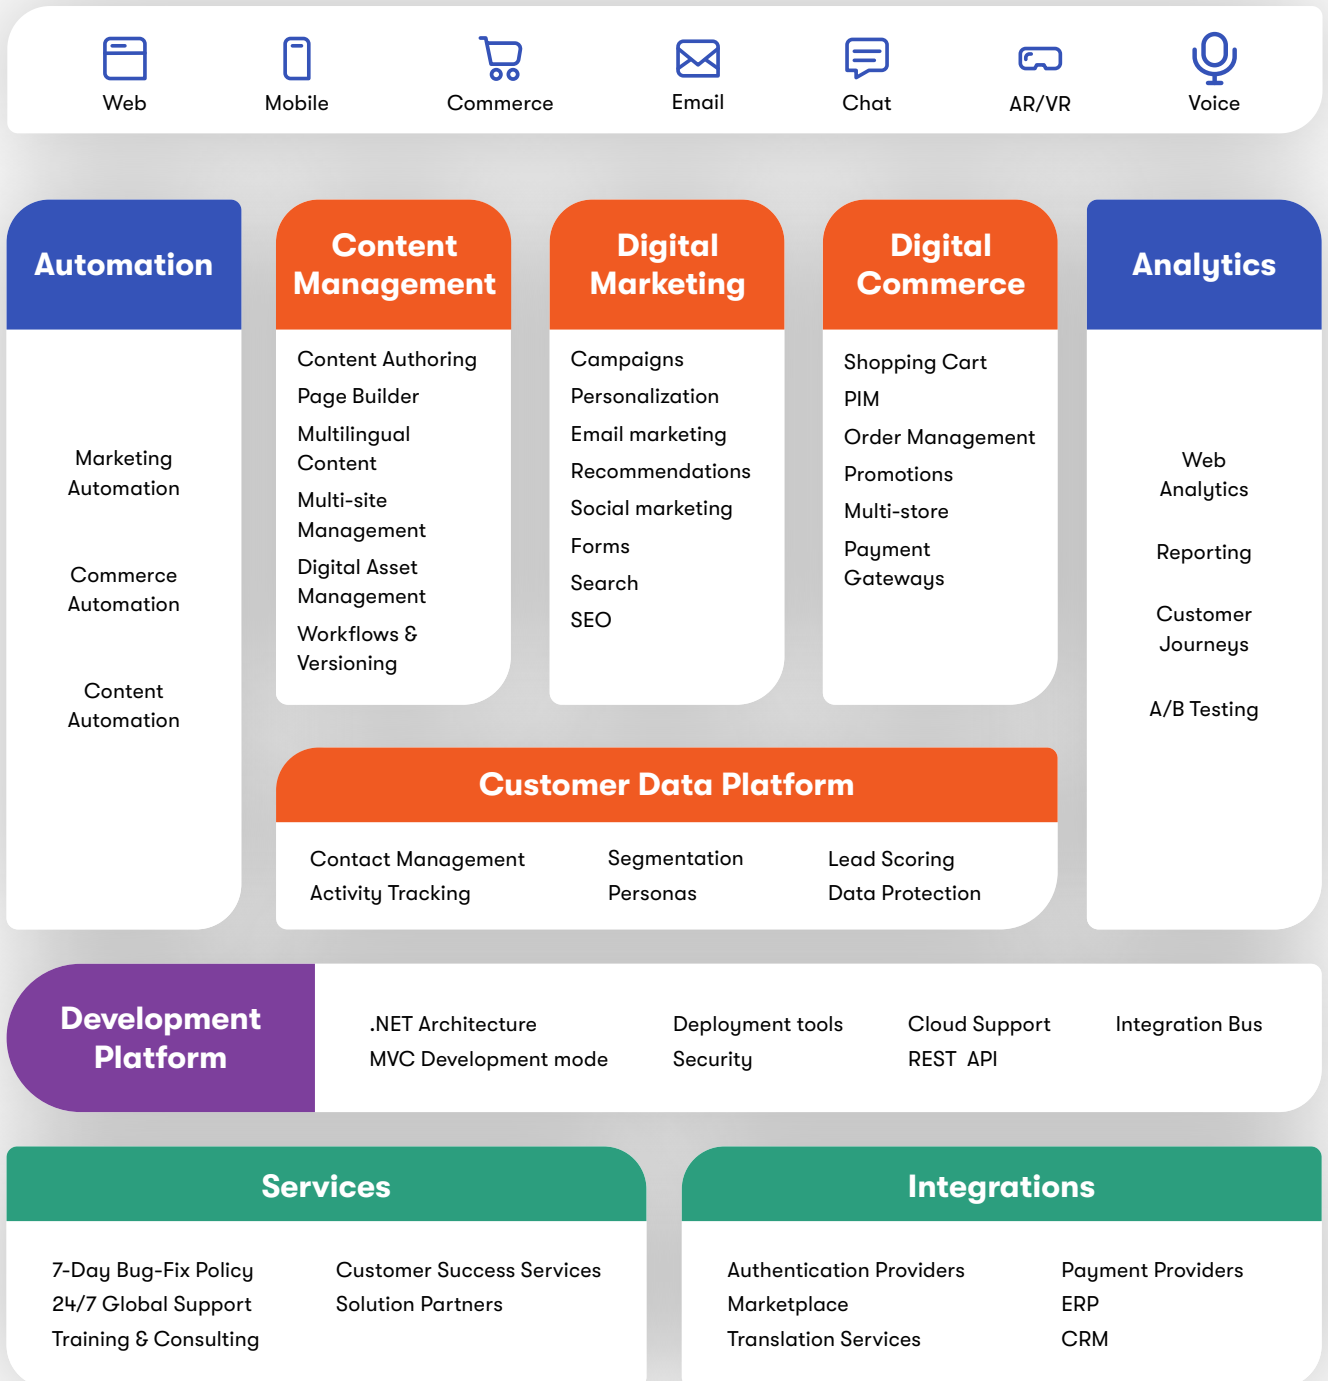 Web
Mobile
Commerce
Email
Chat
AR/VR
Voice
Automation
Marketing
Automation
Commerce
Automation
Content
Automation
Content
Management
Content Authoring
Page Builder
Multilingual
Content
Multi-site
Management
Digital Asset
Management
Workflows &
Versioning
Digital
Marketing
Campaigns
Personalization
Email marketing
Recommendations
Social marketing
Forms
Search
SEO
Digital
Commerce
Shopping Cart
PIM
Order Management
Promotions
Multi-store
Payment
Gateways
Analytics
Web
Analytics
Reporting
Customer
Journeys
A/B Testing
Customer Data Platform
Contact Management
Activity Tracking
Segmentation
Personas
Lead Scoring
Data Protection
Development
Platform
.NET Architecture
MVC Development mode
Deployment tools
Security
Cloud Support
REST API
Integration Bus
Services
7-Day Bug-Fix Policy
24/7 Global Support
Training & Consulting
Customer Success Services
Solution Partners
Integrations
Authentication Providers
Marketplace
Translation Services
Payment Providers
ERP
CRM